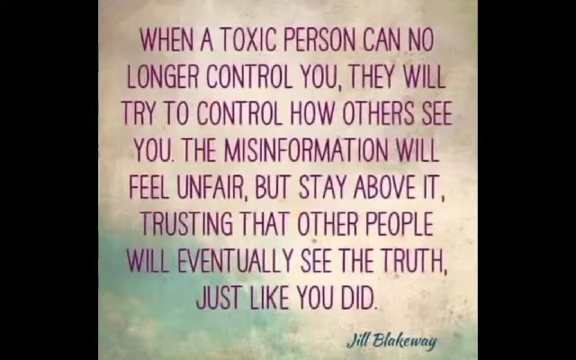 WHEN A TOXIC PERSON CAN NO
LONGER CONTROL YOU, THEY WILL
TRY TO CONTROL HOW OTHERS SEE
YOU. THE MISINFORMATION WILL
FEEL UNFAIR, BUT STAY ABOVE IT,
TRUSTING THAT OTHER PEOPLE
WILL EVENTUALLY SEE THE TRUTH,
JUST LIKE YOU DID.
Jill Blakeway